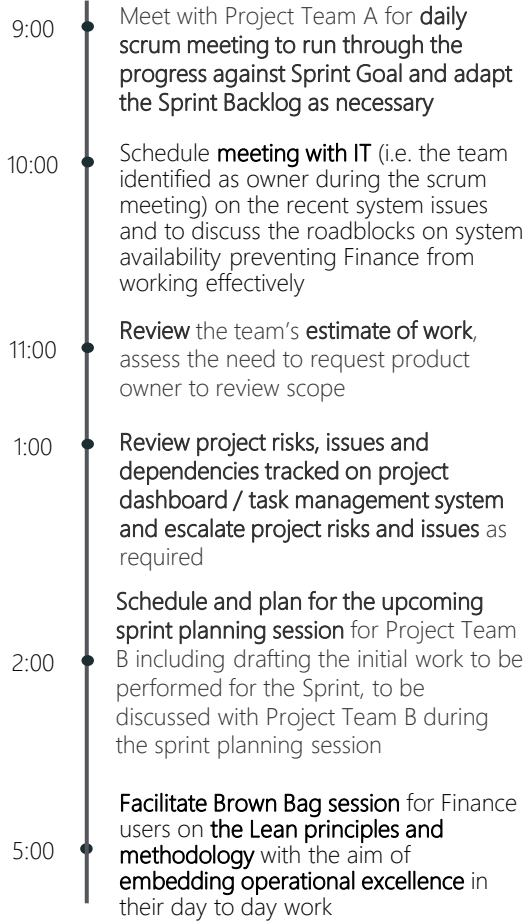 9:00
Meet with Project Team A for daily
scrum meeting to run through the
progress against Sprint Goal and adapt
the Sprint Backlog as necessary
10:00
Schedule meeting with IT (i.e. the team
identified as owner during the scrum
meeting) on the recent system issues
and to discuss the roadblocks on system
availability preventing Finance from
working effectively
11:00
Review the team's estimate of work,
assess the need to request product
owner to review scope
1:00
Review project risks, issues and
dependencies tracked on project
dashboard / task management system
and escalate project risks and issues as
required
2:00
Schedule and plan for the upcoming
sprint planning session for Project Team
B including drafting the initial work to be
performed for the Sprint, to be
discussed with Project Team B during
the sprint planning session
5:00
Facilitate Brown Bag session for Finance
users on the Lean principles and
methodology with the aim of
embedding operational excellence in
their day to day work